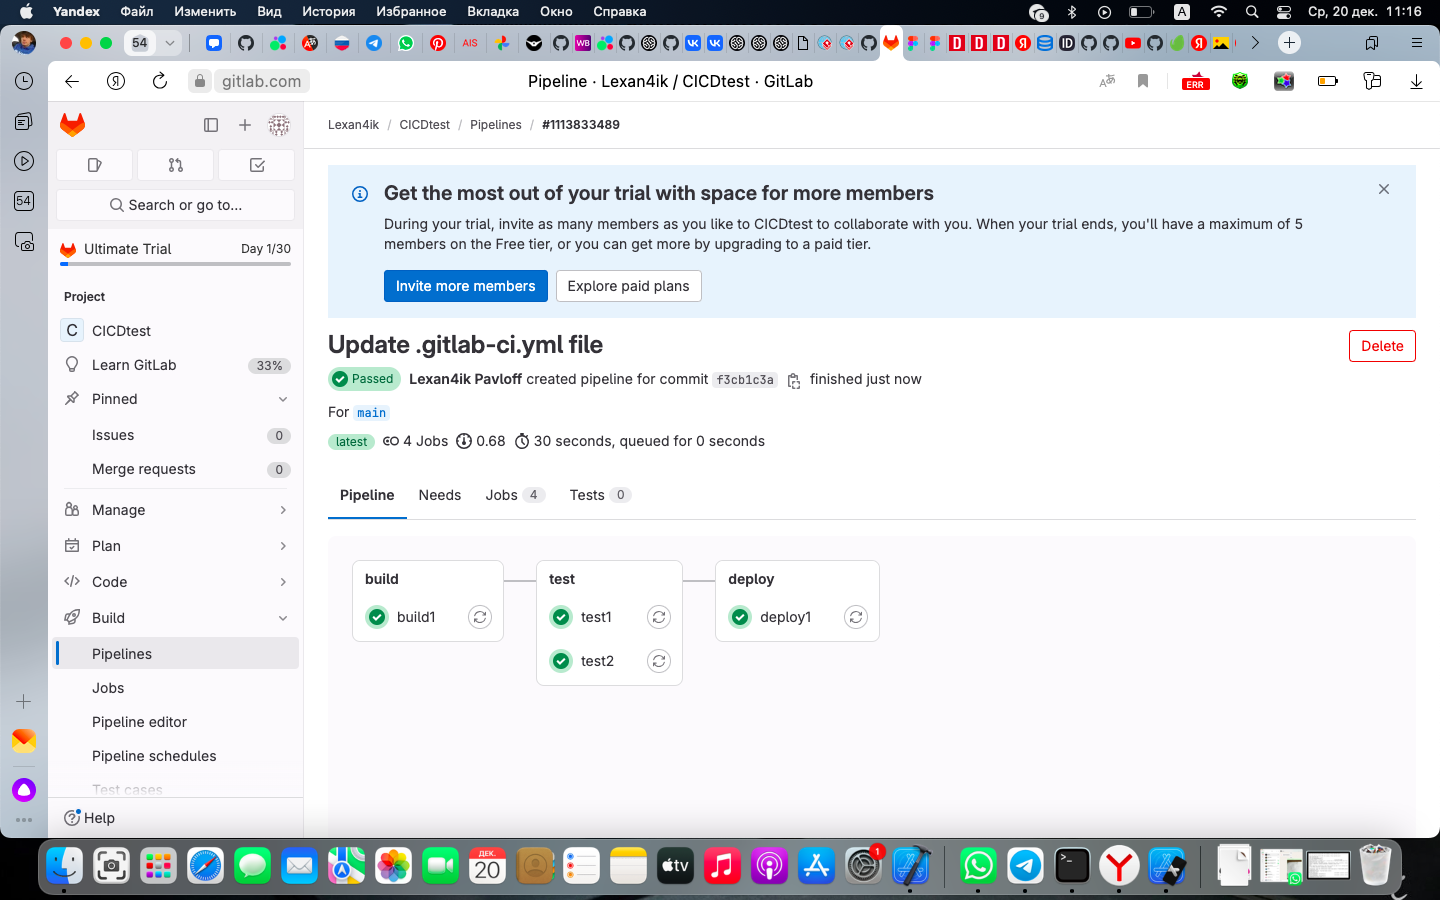 Yandex Файл Изменить Вид История Избранное Вкладка Окно Справка 9 A Ср, 20 дек. 11:16
54
gitlab.com Pipeline · Lexan4ik / CICDtest · GitLab ERR
Lexan4ik / CICDtest / Pipelines / #1113833489
Search or go to...
54
Ultimate Trial Day 1/30
Project
C CICDtest
Learn GitLab 33%
Pinned
Issues 0
Merge requests 0
Manage
Plan
Code
Build
Pipelines
Jobs
Pipeline editor
Pipeline schedules
Test cases
Help
Get the most out of your trial with space for more members
During your trial, invite as many members as you like to CICDtest to collaborate with you. When your trial ends, you'll have a maximum of 5
members on the Free tier, or you can get more by upgrading to a paid tier.
Invite more members Explore paid plans
Update .gitlab-ci.yml file Delete
Passed Lexan4ik Pavloff created pipeline for commit f3cb1c3a finished just now
For main
latest 4 Jobs 0.68 30 seconds, queued for 0 seconds
Pipeline Needs Jobs 4 Tests 0
build test deploy
build1 test1 deploy1
test2
ДЕК. 20 tv 1